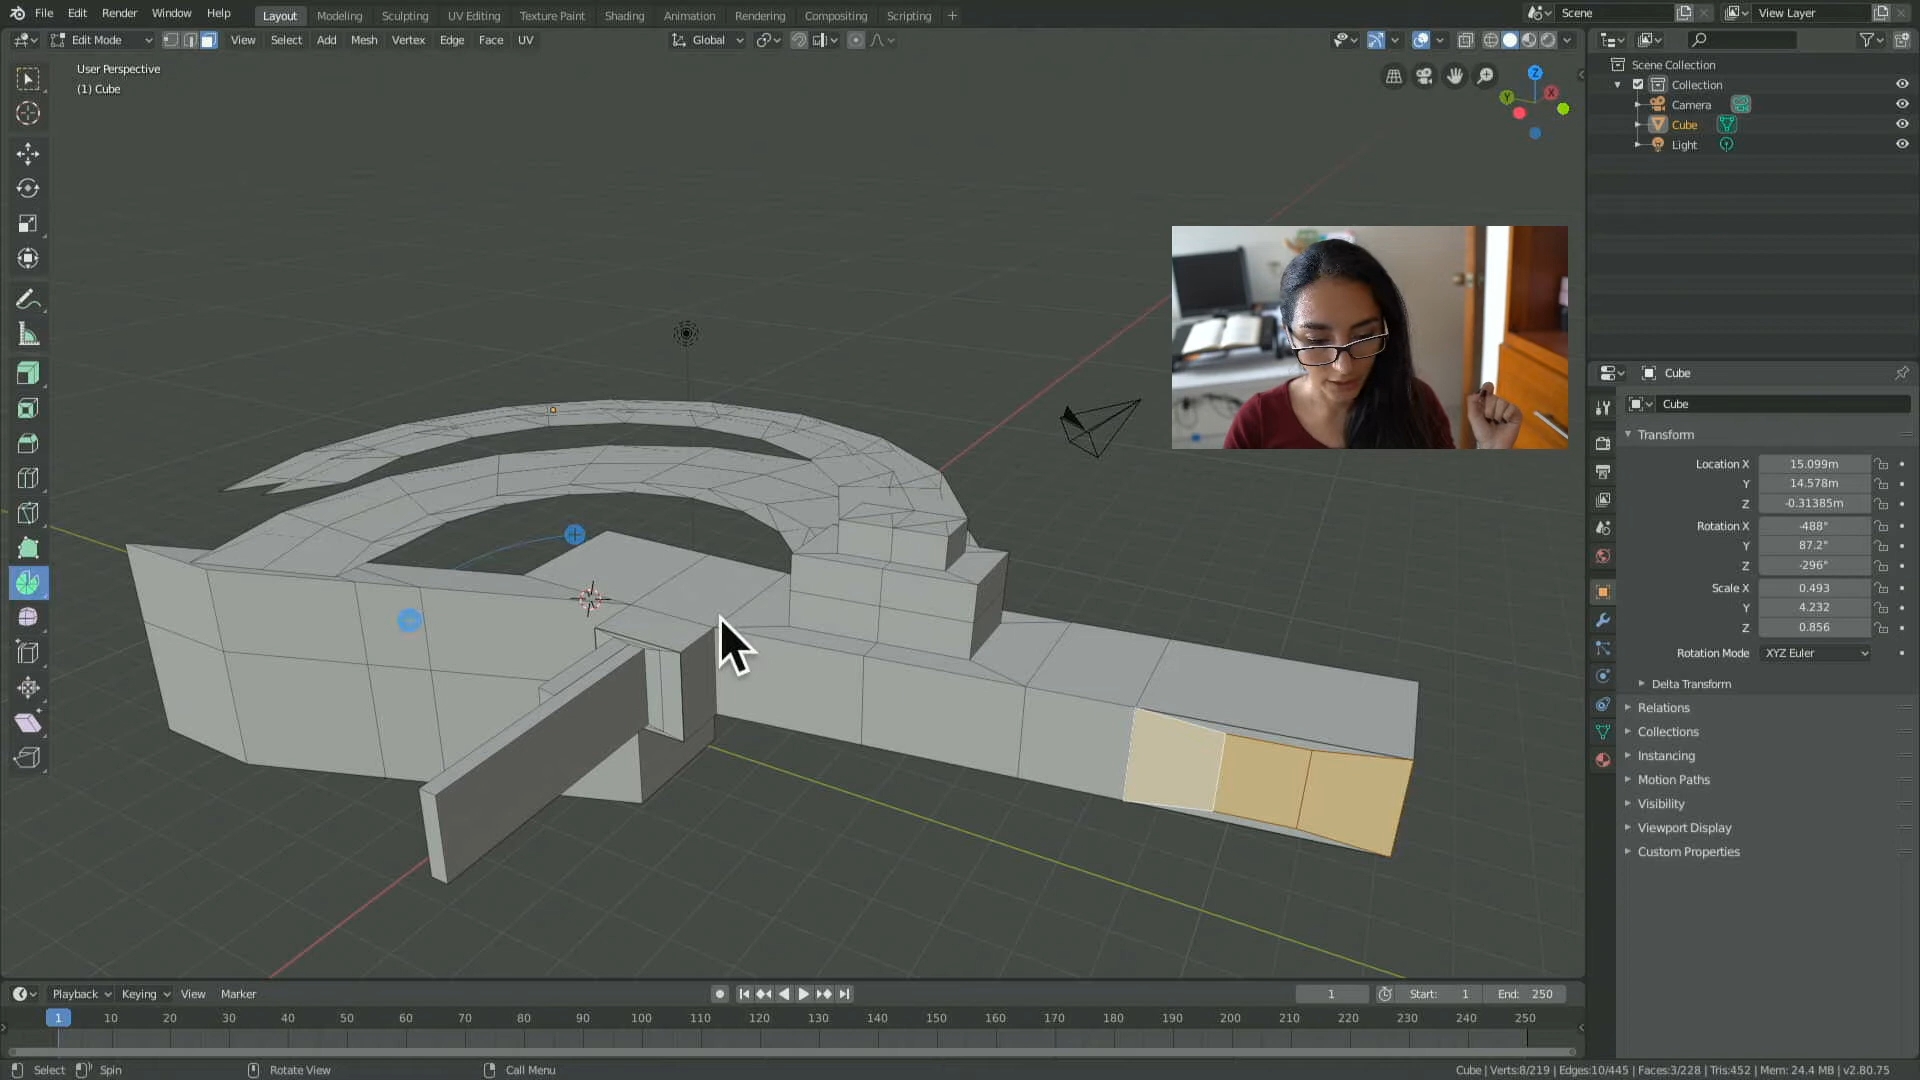 File Edit Render Window Help Layout Modeling Sculpting UV Editing Texture Paint Shading Animation Rendering Compositing Scripting + Scene View Layer
Edit Mode View Select Add Mesh Vertex Edge Face UV Global
User Perspective
(1) Cube
Z
Y
X
Scene Collection
Collection
Camera
Cube
Light
Cube
Cube
Transform
Location X 15.099m
Y 14.578m
Z -0.31385m
Rotation X -488°
Y 87.2°
Z -296°
Scale X 0.493
Y 4.232
Z 0.856
Rotation Mode XYZ Euler
Delta Transform
Relations
Collections
Instancing
Motion Paths
Visibility
Viewport Display
Custom Properties
Playback Keying View Marker 1 Start: 1 End: 250
1 10 20 30 40 50 60 70 80 90 100 110 120 130 140 150 160 170 180 190 200 210 220 230 240 250
Select Spin Rotate View Call Menu Cube | Verts:8/219 | Edges:10/445 | Faces:3/228 | Tris:452 | Mem: 24.4 MB | v2.80.75